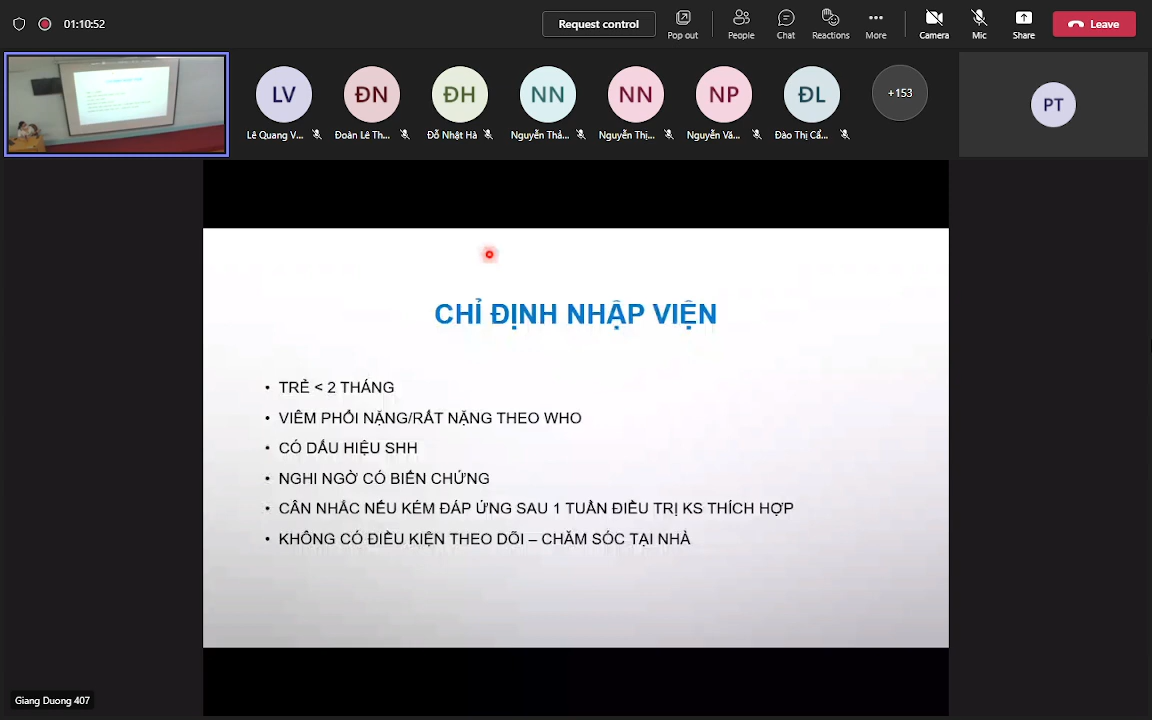 01:10:52
Request control
Pop out
People
Chat
Reactions
More
Camera
Mic
Share
Leave
LV
ĐN
ĐH
NN
NN
NP
ĐL
+153
PT
Lê Quang V...
Đoàn Lê Th...
Đỗ Nhật Hà
Nguyễn Thả...
Nguyễn Thị...
Nguyễn Vă...
Đào Thị Cẩ...
CHỈ ĐỊNH NHẬP VIỆN
• TRẺ < 2 THÁNG
• VIÊM PHỔI NẶNG/RẤT NẶNG THEO WHO
• CÓ DẤU HIỆU SHH
• NGHI NGỜ CÓ BIẾN CHỨNG
• CÂN NHẮC NẾU KÉM ĐÁP ỨNG SAU 1 TUẦN ĐIỀU TRỊ KS THÍCH HỢP
• KHÔNG CÓ ĐIỀU KIỆN THEO DÕI – CHĂM SÓC TẠI NHÀ
Giang Duong 407